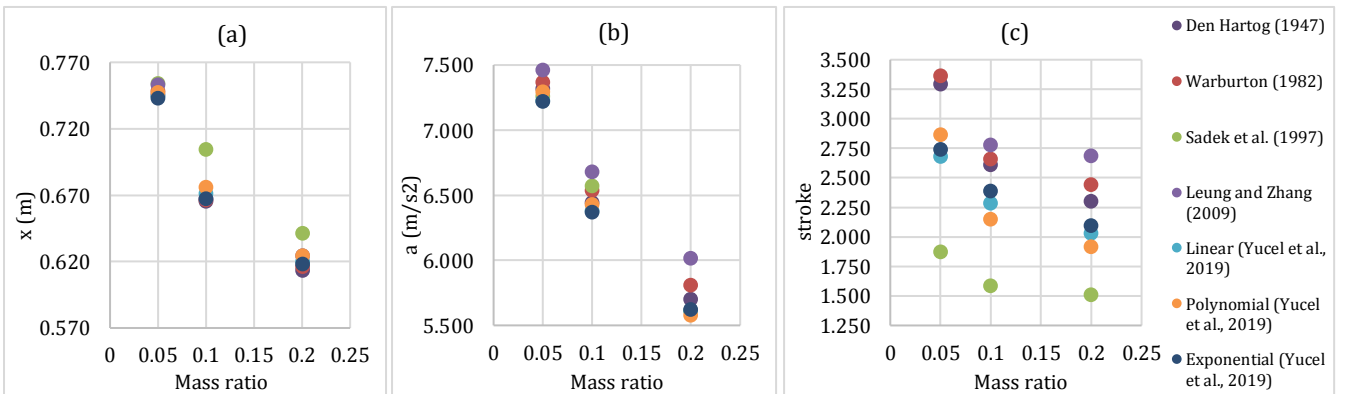 (a)
0.770
0.720
0.670
0.620
0.570
x (m)
0 0.05 0.1 0.15 0.2 0.25
Mass ratio
(b)
7.500
7.000
6.500
6.000
5.500
a (m/s2)
0 0.05 0.1 0.15 0.2 0.25
Mass ratio
(c)
3.500
3.250
3.000
2.750
2.500
2.250
2.000
1.750
1.500
1.250
stroke
0 0.05 0.1 0.15 0.2 0.25
Mass ratio
Den Hartog (1947)
Warburton (1982)
Sadek et al. (1997)
Leung and Zhang
(2009)
Linear (Yucel et al.,
2019)
Polynomial (Yucel
et al., 2019)
Exponential (Yucel
et al., 2019)